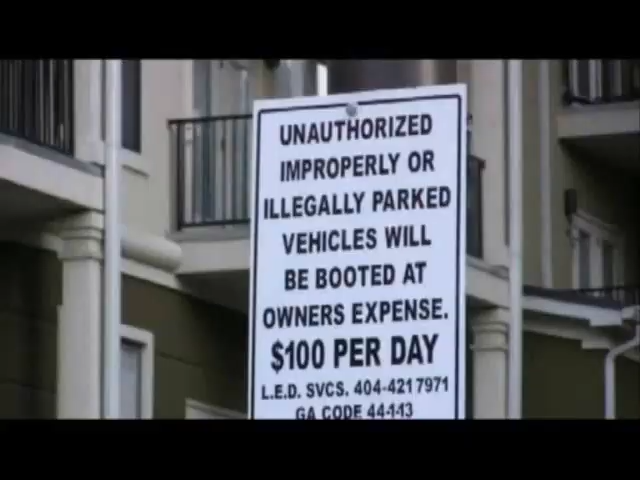 UNAUTHORIZED
IMPROPERLY OR
ILLEGALLY PARKED
VEHICLES WILL
BE BOOTED AT
OWNERS EXPENSE.
$100 PER DAY
L.E.D. SVCS. 404-421 7971
GA CODE 44-1-13